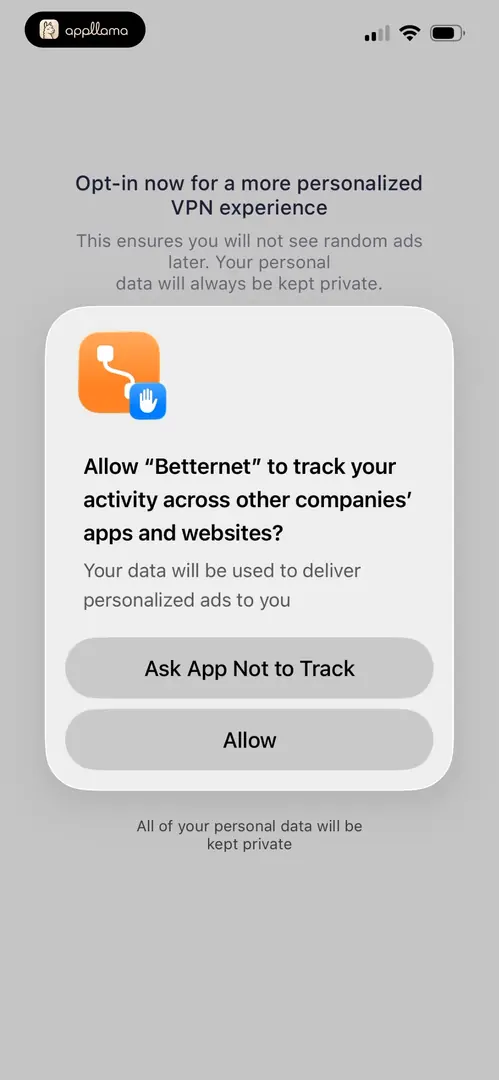 appllama
Opt-in now for a more personalized
VPN experience
This ensures you will not see random ads
later. Your personal
data will always be kept private.
Allow “Betternet” to track your
activity across other companies’
apps and websites?
Your data will be used to deliver
personalized ads to you
Ask App Not to Track
Allow
All of your personal data will be
kept private